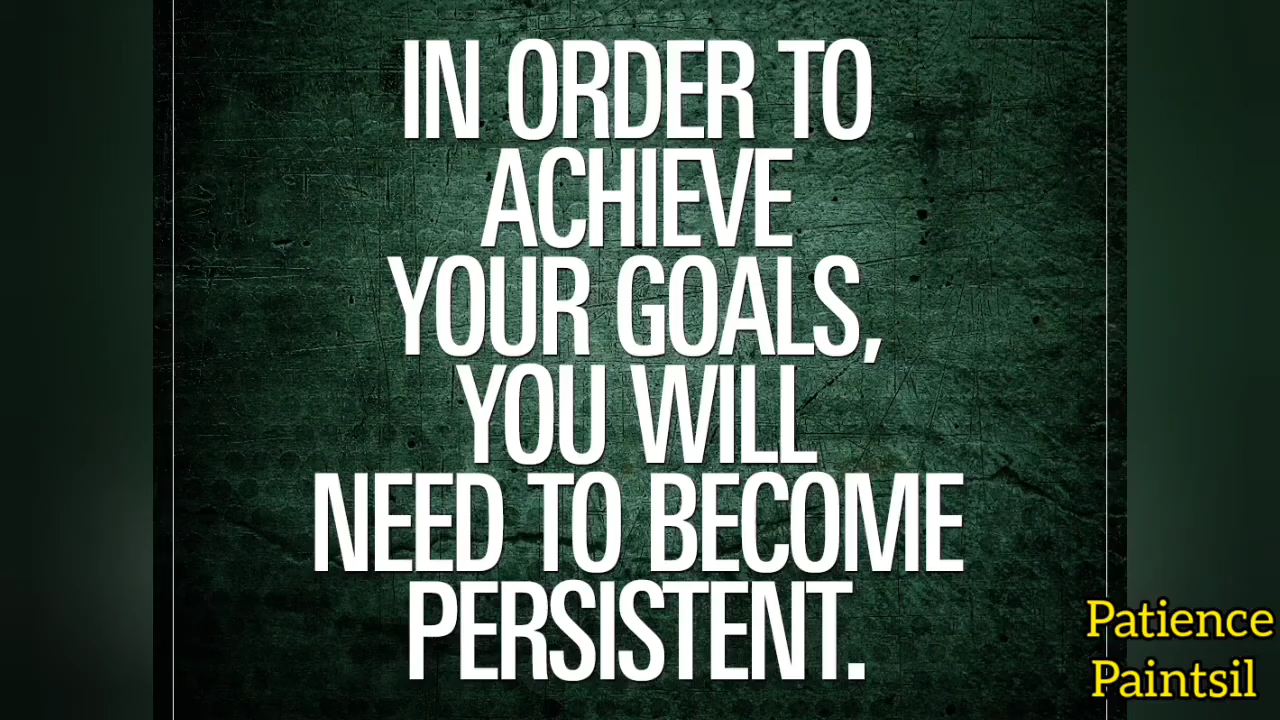 IN ORDER TO
ACHIEVE
YOUR GOALS,
YOU WILL
NEED TO BECOME
PERSISTENT.
Patience
Paintsil